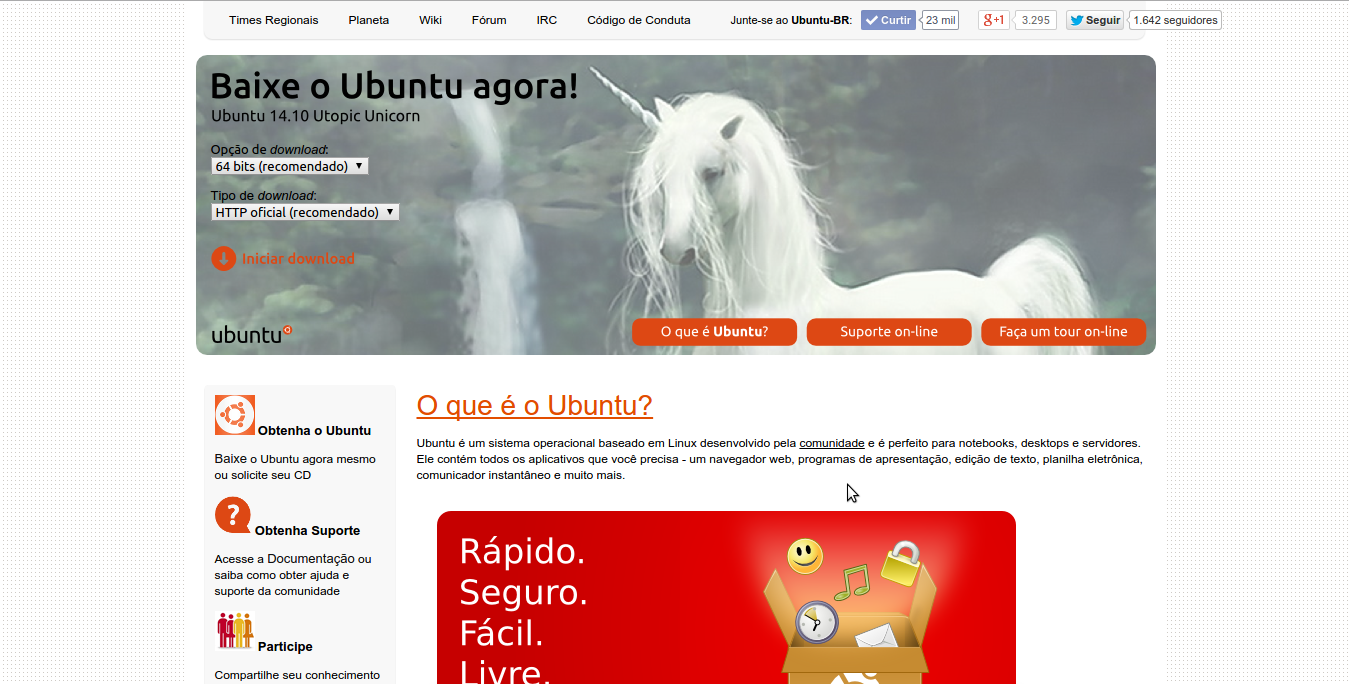 Times Regionais Planeta Wiki Fórum IRC Código de Conduta Junte-se ao Ubuntu-BR: Curtir 23 mil g+1 3.295 Seguir 1.642 seguidores
Baixe o Ubuntu agora!
Ubuntu 14.10 Utopic Unicorn
Opção de download:
64 bits (recomendado)
Tipo de download:
HTTP oficial (recomendado)
Iniciar download
ubuntu
O que é Ubuntu? Suporte on-line Faça um tour on-line
Obtenha o Ubuntu
Baixe o Ubuntu agora mesmo
ou solicite seu CD
Obtenha Suporte
Acesse a Documentação ou
saiba como obter ajuda e
suporte da comunidade
Participe
Compartilhe seu conhecimento
O que é o Ubuntu?
Ubuntu é um sistema operacional baseado em Linux desenvolvido pela comunidade e é perfeito para notebooks, desktops e servidores.
Ele contém todos os aplicativos que você precisa - um navegador web, programas de apresentação, edição de texto, planilha eletrônica,
comunicador instantâneo e muito mais.
Rápido.
Seguro.
Fácil.
Livre.